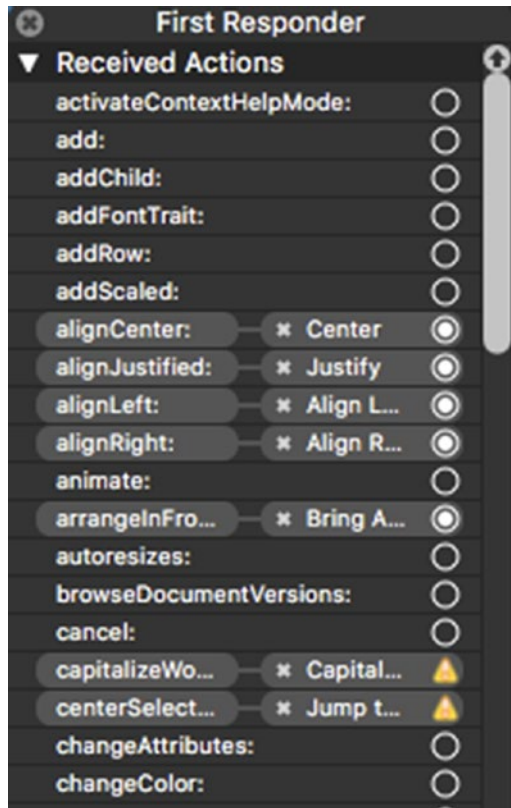 First Responder
Received Actions
activateContextHelpMode:
add:
addChild:
addFontTrait:
addRow:
addScaled:
alignCenter: Center
alignJustified: Justify
alignLeft: Align L...
alignRight: Align R...
animate:
arrangeInFro... Bring A...
autoresizes:
browseDocumentVersions:
cancel:
capitalizeWo... Capital...
centerSelect... Jump t...
changeAttributes:
changeColor: